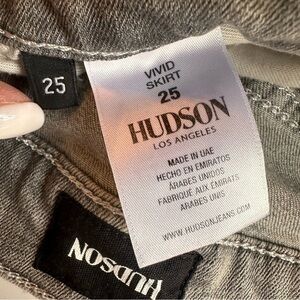 25
VIVID
SKIRT
25
HUDSON
LOS ANGELES
MADE IN UAE
HECHO EN EMIRATOS
ÁRABES UNIDOS
FABRIQUÉ AUX ÉMIRATS
ARABES UNIS
WWW.HUDSONJEANS.COM
HUDSON